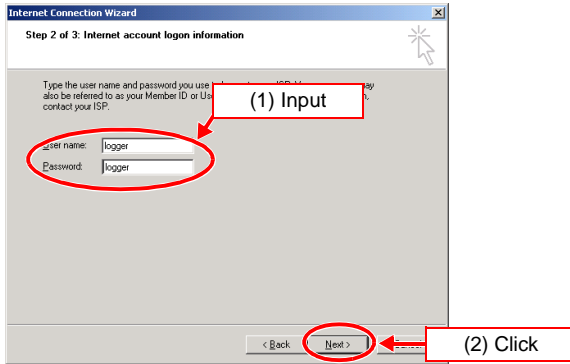 Internet Connection Wizard
Step 2 of 3: Internet account logon information
Type the user name and password you use to
also be referred to as your Member ID or
contact your ISP.
(1) Input
User name: logger
Password: logger
< Back Next >
(2) Click